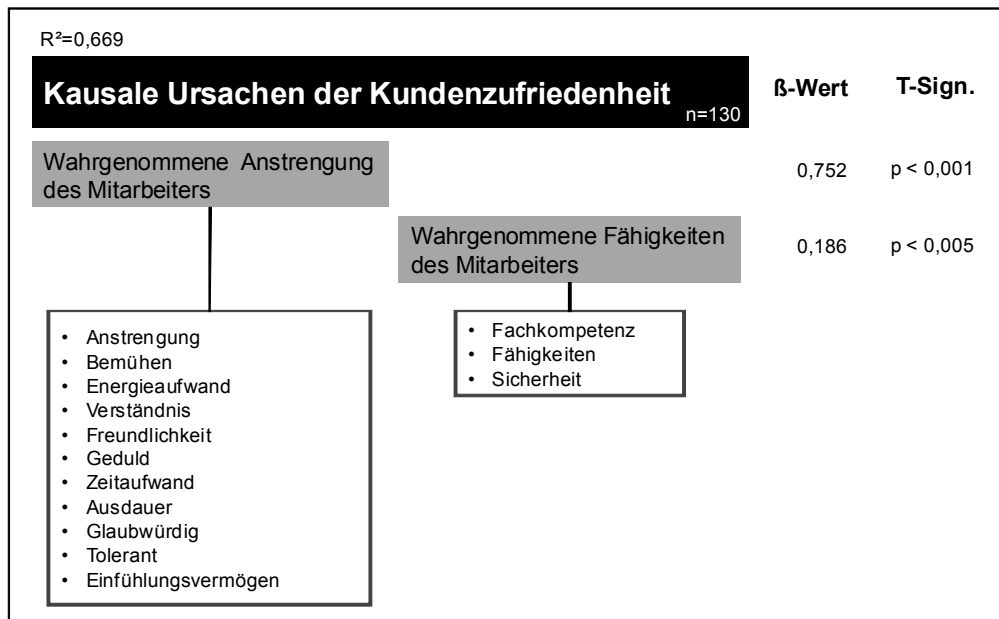 R²=0,669
Kausale Ursachen der Kundenzufriedenheit
n=130
ß-Wert
T-Sign.
Wahrgenommene Anstrengung
des Mitarbeiters
0,752
p < 0,001
Wahrgenommene Fähigkeiten
des Mitarbeiters
0,186
p < 0,005
• Anstrengung
• Bemühen
• Energieaufwand
• Verständnis
• Freundlichkeit
• Geduld
• Zeitaufwand
• Ausdauer
• Glaubwürdig
• Tolerant
• Einfühlungsvermögen
• Fachkompetenz
• Fähigkeiten
• Sicherheit